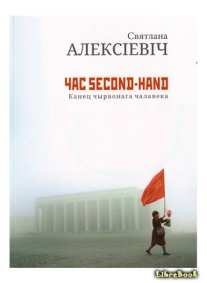 Святлана
АЛЕКСІЕВІЧ
ЧАС SECOND-HAND
Канец чырвонага чалавека
LibreBook